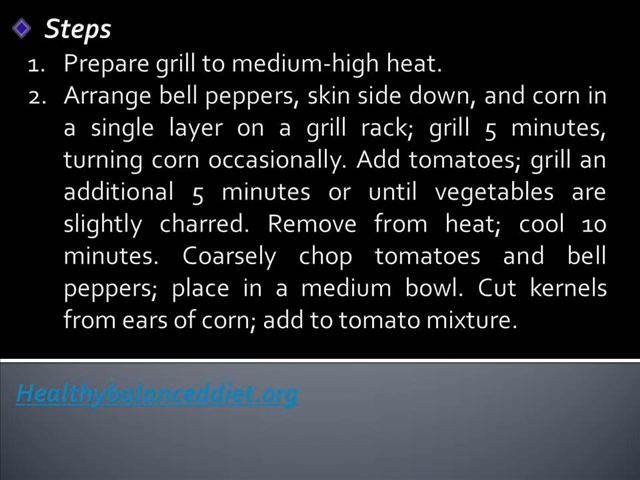 Steps
1. Prepare grill to medium-high heat.
2. Arrange bell peppers, skin side down, and corn in
a single layer on a grill rack; grill 5 minutes,
turning corn occasionally. Add tomatoes; grill an
additional 5 minutes or until vegetables are
slightly charred. Remove from heat; cool 10
minutes. Coarsely chop tomatoes and bell
peppers; place in a medium bowl. Cut kernels
from ears of corn; add to tomato mixture.
Healthybalanceddiet.org